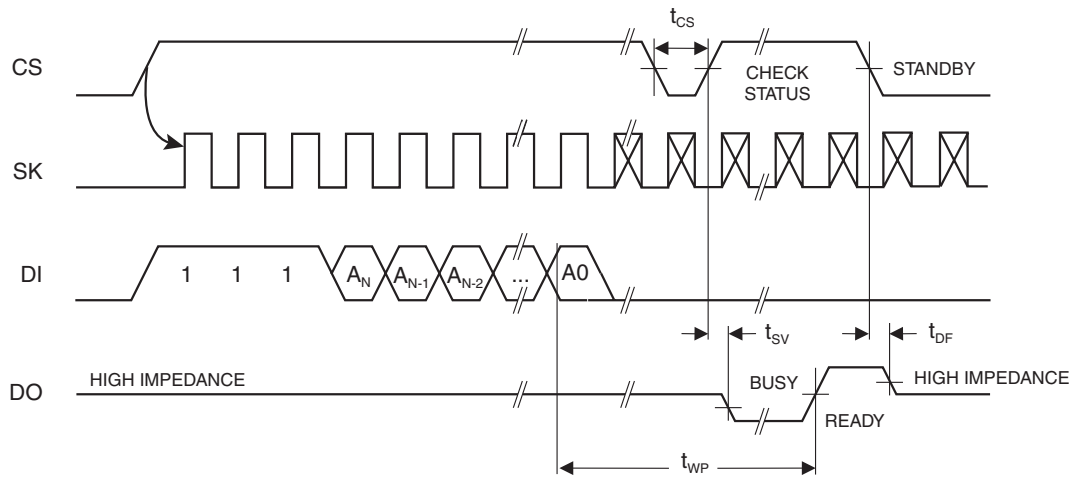 t_CS
CS
CHECK
STATUS
STANDBY
SK
DI
1 1 1 A_N A_N-1 A_N-2 ... A0
t_SV
t_DF
DO
HIGH IMPEDANCE
BUSY
HIGH IMPEDANCE
READY
t_WP